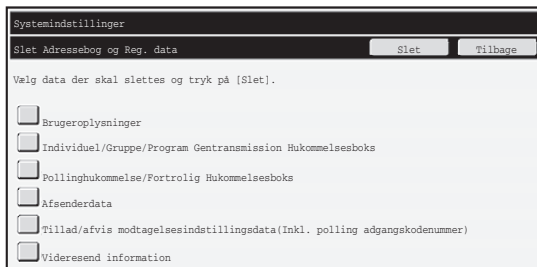 Systemindstillinger
Slet Adressebog og Reg. data Slet Tilbage
Vælg data der skal slettes og tryk på [Slet].
Brugeroplysninger
Individuel/Gruppe/Program Gentransmission Hukommelsesboks
Pollinghukommelse/Fortrolig Hukommelsesboks
Afsenderdata
Tillad/afvis modtagelsesindstillingsdata(Inkl. polling adgangskodenummer)
Videresend information